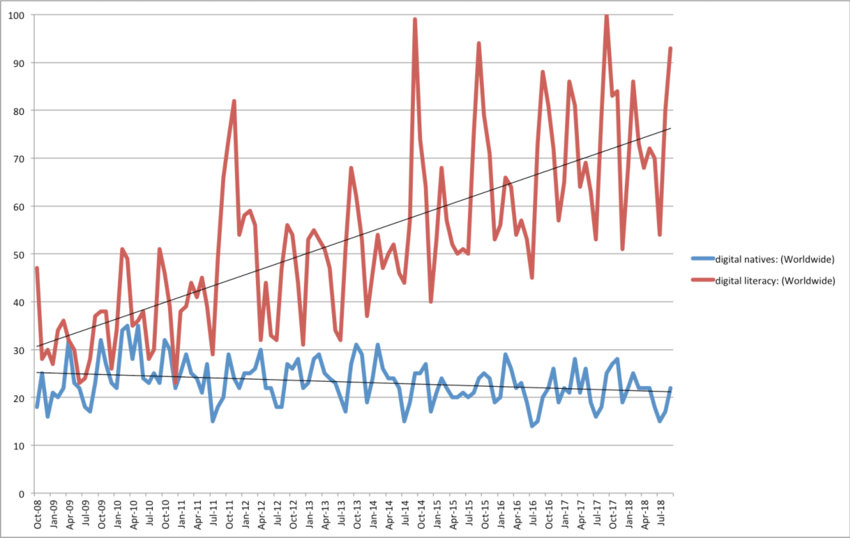 100
90
80
70
60
50
40
30
20
10
0
Oct-08
Jan-09
Apr-09
Jul-09
Oct-09
Jan-10
Apr-10
Jul-10
Oct-10
Jan-11
Apr-11
Jul-11
Oct-11
Jan-12
Apr-12
Jul-12
Oct-12
Jan-13
Apr-13
Jul-13
Oct-13
Jan-14
Apr-14
Jul-14
Oct-14
Jan-15
Apr-15
Jul-15
Oct-15
Jan-16
Apr-16
Jul-16
Oct-16
Jan-17
Apr-17
Jul-17
Oct-17
Jan-18
Apr-18
Jul-18
digital natives: (Worldwide)
digital literacy: (Worldwide)